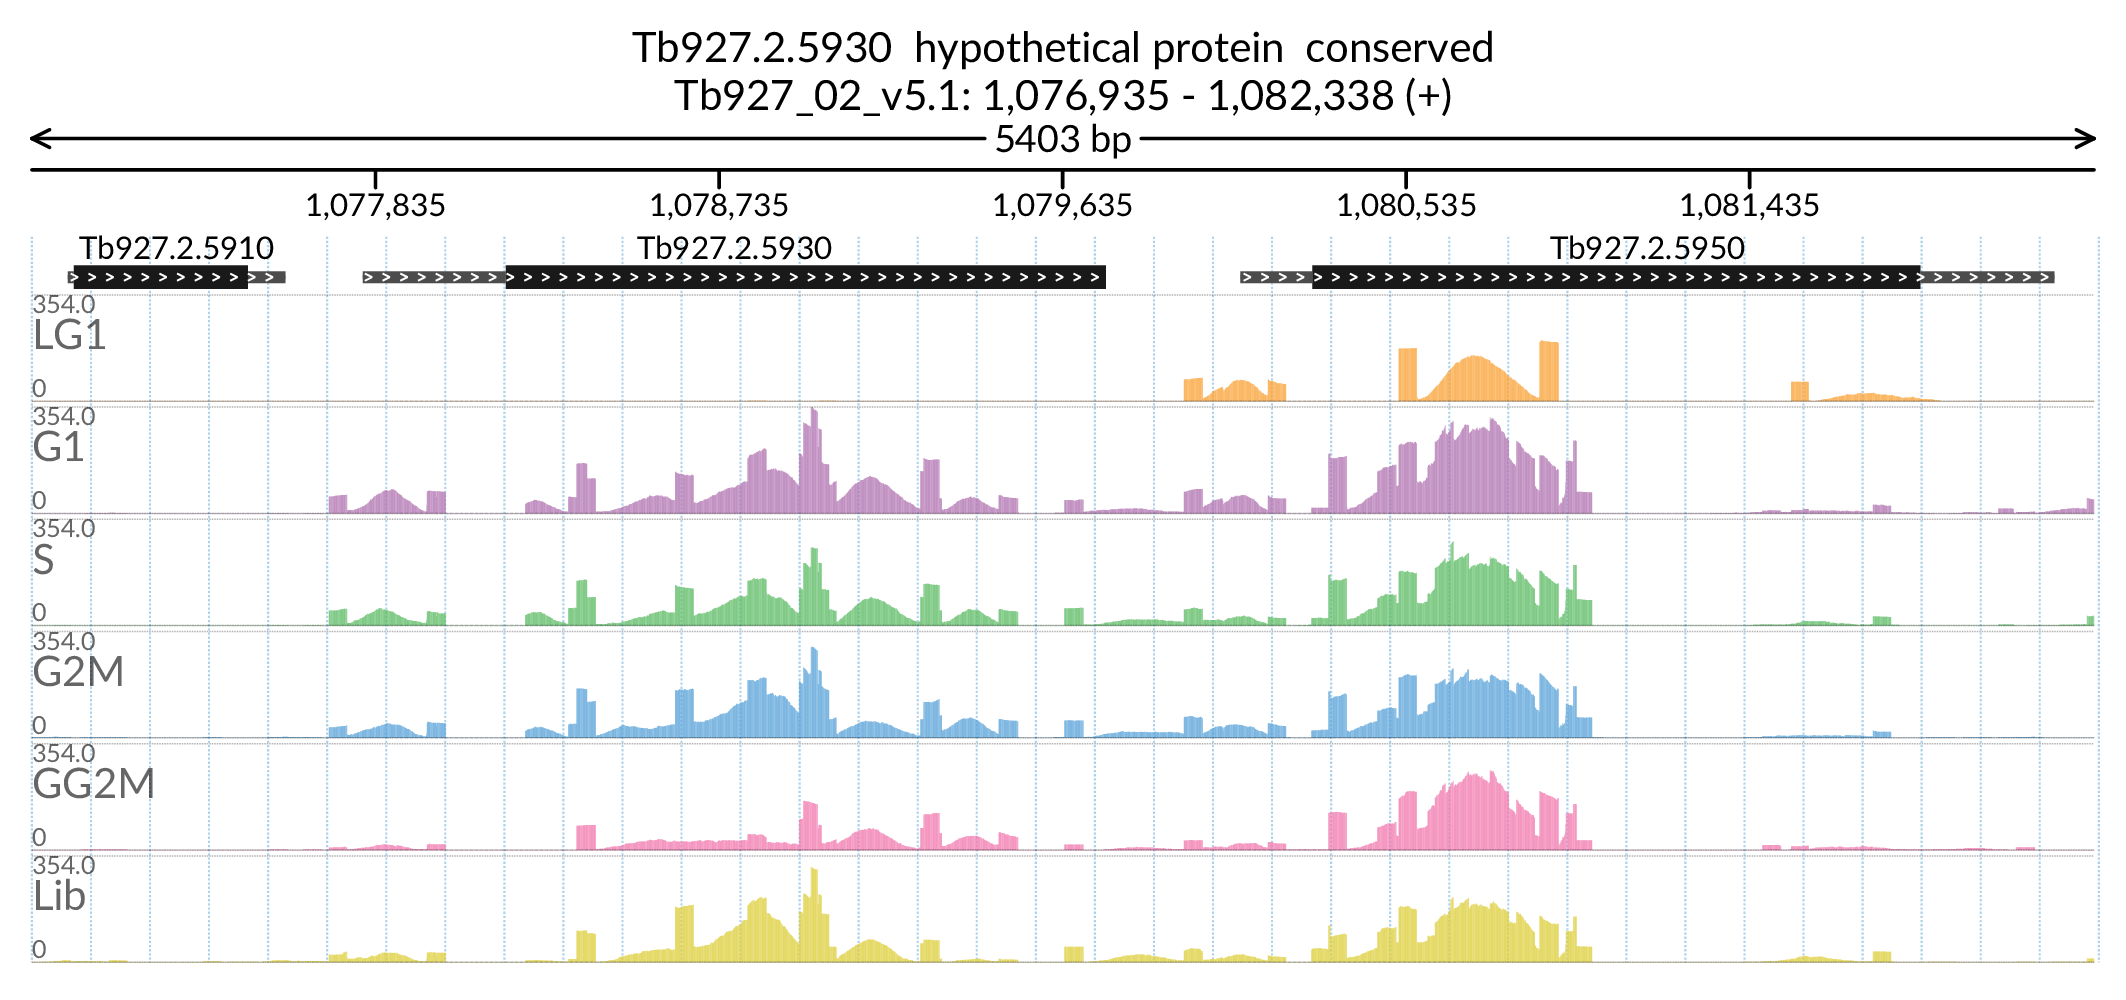 Tb927.2.5930 hypothetical protein conserved
Tb927_02_v5.1: 1,076,935 - 1,082,338 (+)
5403 bp
1,077,835 1,078,735 1,079,635 1,080,535 1,081,435
Tb927.2.5910 Tb927.2.5930 Tb927.2.5950
354.0
LG1
0
354.0
G1
0
354.0
S
0
354.0
G2M
0
354.0
GG2M
0
354.0
Lib
0